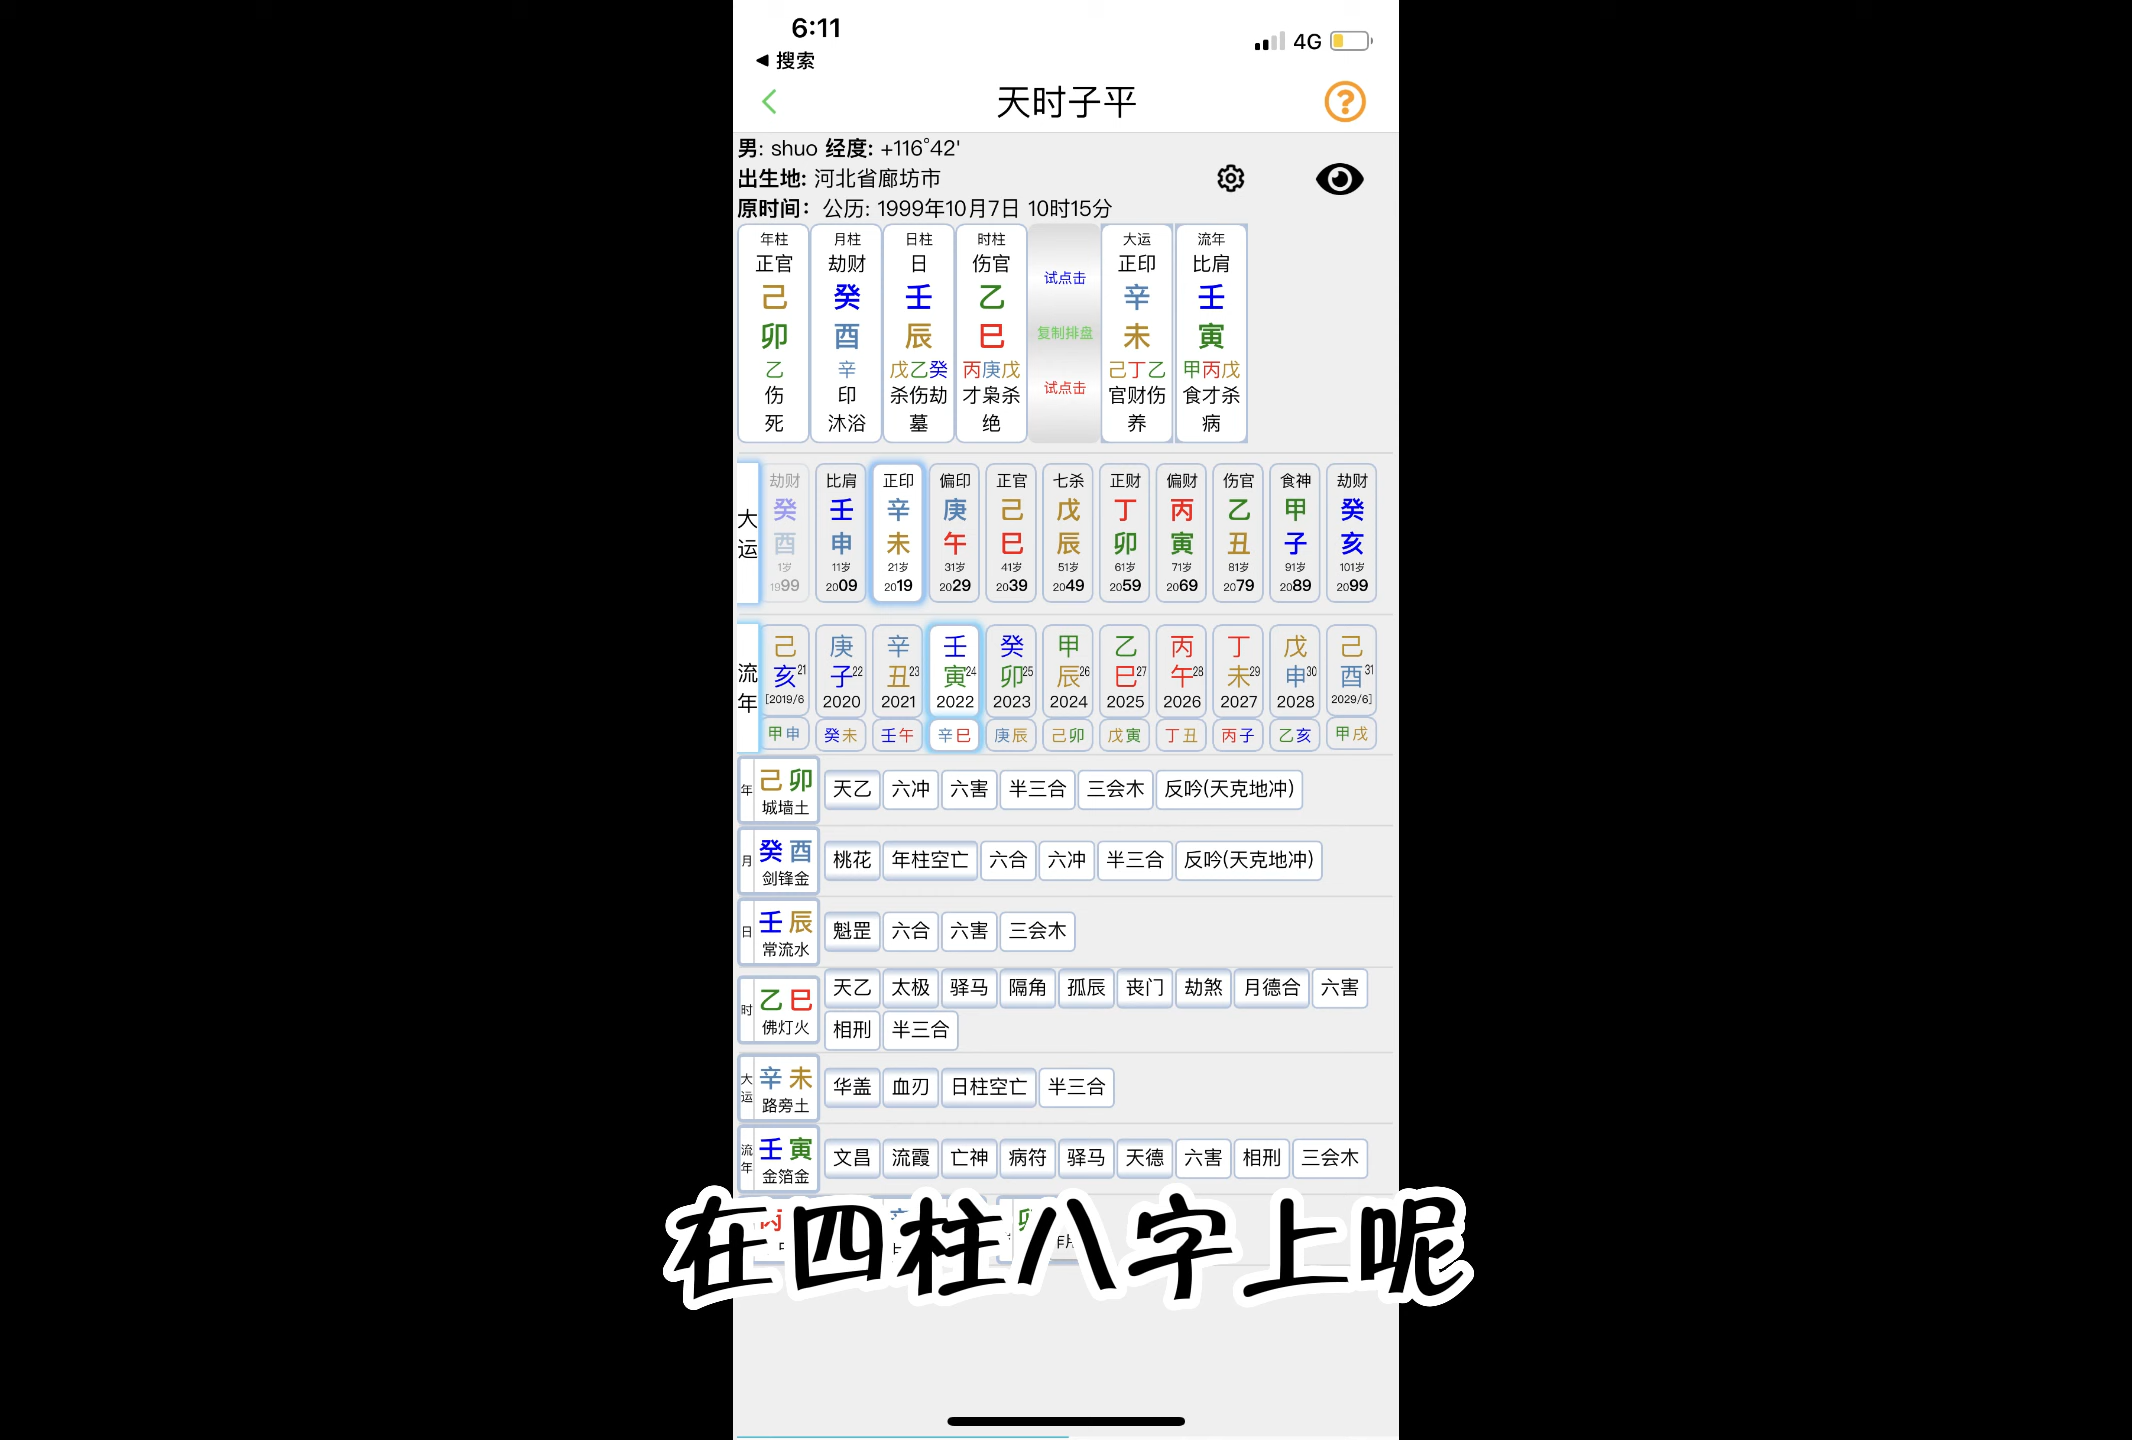 6:11
4G
◀ 搜索
天时子平
?
男: shuo 经度: +116°42'
出生地: 河北省廊坊市
原时间: 公历: 1999年10月7日 10时15分
年柱 月柱 日柱 时柱 大运 流年
正官 劫财 日 伤官 试点击 正印 比肩
己 癸 壬 乙 辛 壬
卯 酉 辰 巳 复制排盘 未 寅
乙 辛 戊乙癸 丙庚戊 己丁乙 甲丙戊
伤 印 杀伤劫 才枭杀 试点击 官财伤 食才杀
死 沐浴 墓 绝 养 病
大运
劫财 比肩 正印 偏印 正官 七杀 正财 偏财 伤官 食神 劫财
癸 壬 辛 庚 己 戊 丁 丙 乙 甲 癸
酉 申 未 午 巳 辰 卯 寅 丑 子 亥
1岁 11岁 21岁 31岁 41岁 51岁 61岁 71岁 81岁 91岁 101岁
1999 2009 2019 2029 2039 2049 2059 2069 2079 2089 2099
流年
己 庚 辛 壬 癸 甲 乙 丙 丁 戊 己
亥21 子22 丑23 寅24 卯25 辰26 巳27 午28 未29 申30 酉31
[2019/6 2020 2021 2022 2023 2024 2025 2026 2027 2028 2029/6]
甲申 癸未 壬午 辛巳 庚辰 己卯 戊寅 丁丑 丙子 乙亥 甲戌
年 己卯 城墙土 天乙 六冲 六害 半三合 三会木 反吟(天克地冲)
月 癸酉 剑锋金 桃花 年柱空亡 六合 六冲 半三合 反吟(天克地冲)
日 壬辰 常流水 魁罡 六合 六害 三会木
时 乙巳 佛灯火 天乙 太极 驿马 隔角 孤辰 丧门 劫煞 月德合 六害
相刑 半三合
大运 辛未 路旁土 华盖 血刃 日柱空亡 半三合
流年 壬寅 金箔金 文昌 流霞 亡神 病符 驿马 天德 六害 相刑 三会木
在四柱八字上呢